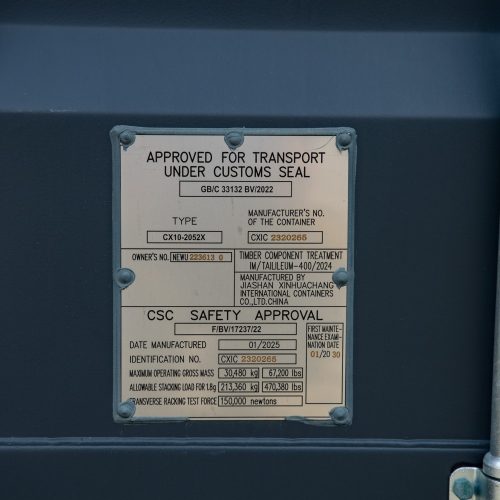 APPROVED FOR TRANSPORT
UNDER CUSTOMS SEAL
GB/C 33132 BV/2022
TYPE
CX10-2052X
MANUFACTURER'S NO.
OF THE CONTAINER
CXIC 2320265
OWNER'S NO. NEWU 223613 0
TIMBER COMPONENT TREATMENT
IM/TAILILEUM-400/2024
MANUFACTURED BY
JIASHAN XINHUACHANG
INTERNATIONAL CONTAINERS
CO.,LTD.CHINA
CSC SAFETY APPROVAL
F/BV/17237/22
DATE MANUFACTURED 01/2025
IDENTIFICATION NO. CXIC 2320265
MAXIMUM OPERATING GROSS MASS 30,480 kg 67,200 lbs
ALLOWABLE STACKING LOAD FOR 1.8g 213,360 kg 470,380 lbs
TRANSVERSE RACKING TEST FORCE 150,000 newtons
FIRST MAINTE-
NANCE EXAMI-
NATION DATE
01/20 30